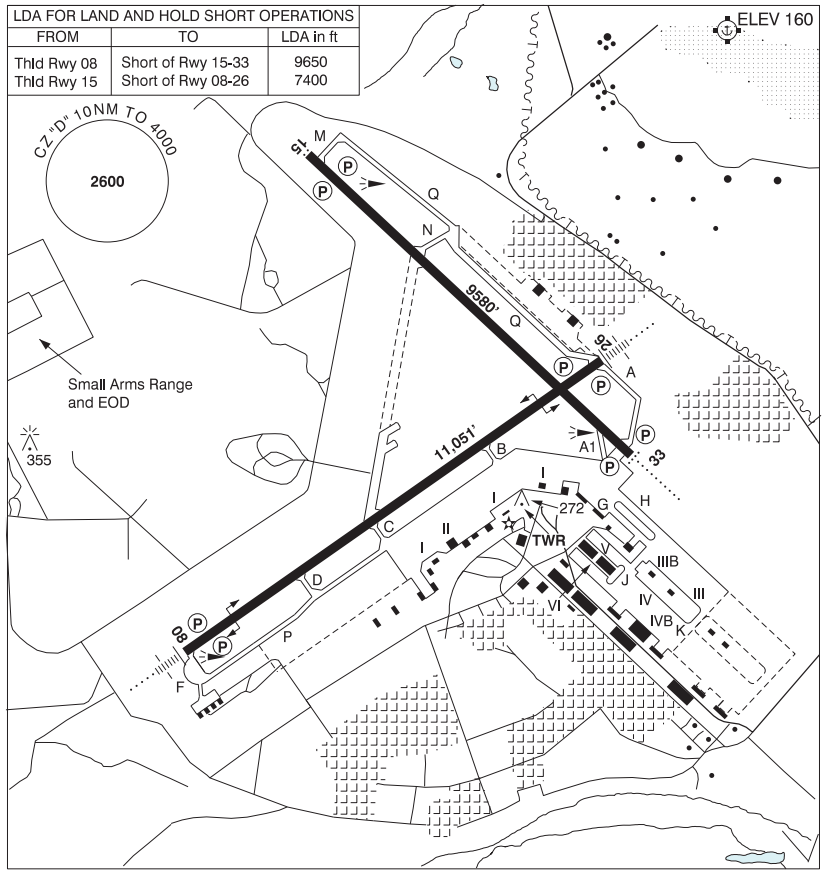 LDA FOR LAND AND HOLD SHORT OPERATIONS
FROM TO LDA in ft
Thld Rwy 08 Short of Rwy 15-33 9650
Thld Rwy 15 Short of Rwy 08-26 7400
ELEV 160
CZ "D" 10NM TO 4000
2600
15
M
P
P
Q
N
9580'
Q
26
A
P
P
Small Arms Range
and EOD
355
11,051'
B
A1
P
P
33
C
I
I
272
G
H
II
I
TWR
V
IIIB
J
III
D
VI
IV
IVB
K
P
08
P
P
F
T
T
T
T
T
T
T
T
T
T
T
T